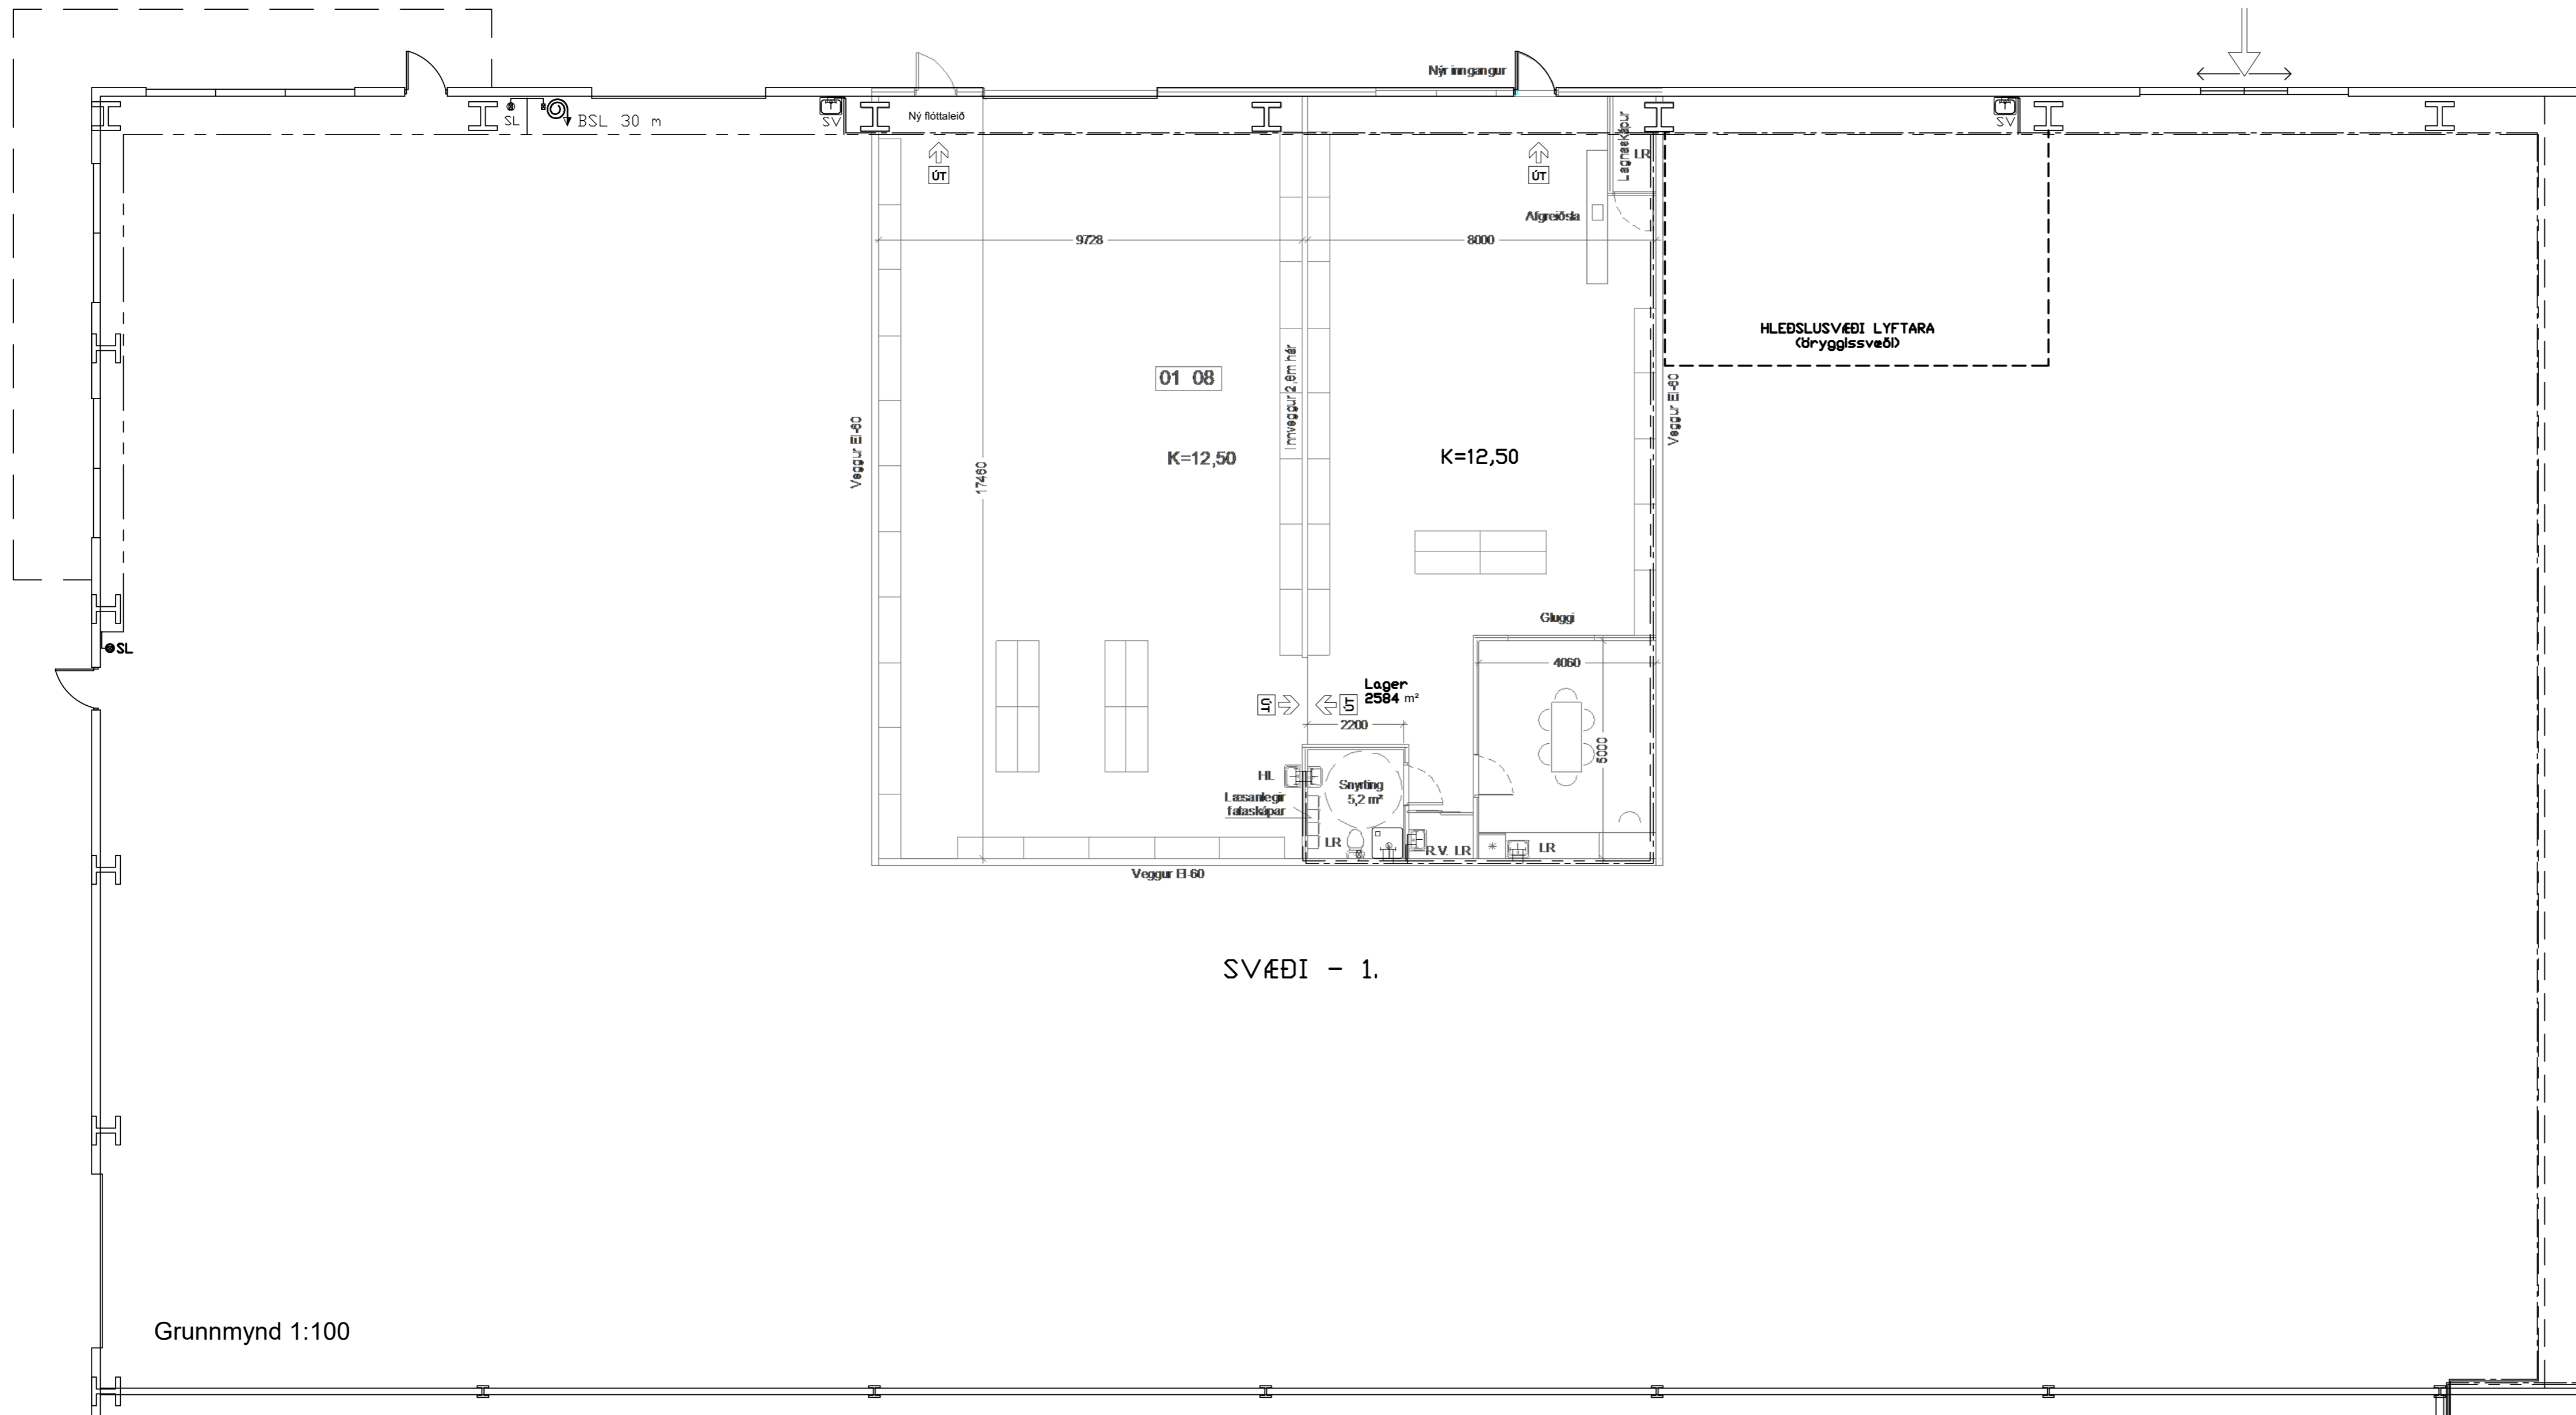 Nýr inngangur
SL
BSL 30 m
SV
Ný flóttaleið
ÚT
ÚT
Lagnaskápur
LR
SV
Afgreiðsla
9728
8000
HLEÐSLUSVÆÐI LYFTARA
(öryggissvæði)
01 08
Innveggur 2,8m hár
Veggur EI-60
Veggur EI-60
K=12,50
K=12,50
17460
Gluggi
SL
4060
Lager
2584 m²
ÚT
ÚT
2200
5000
HL
Snyrting
5,2 m²
Læsanlegir
fataskápar
LR
R.V. LR
LR
Veggur EI-60
SVÆÐI - 1.
Grunnmynd 1:100